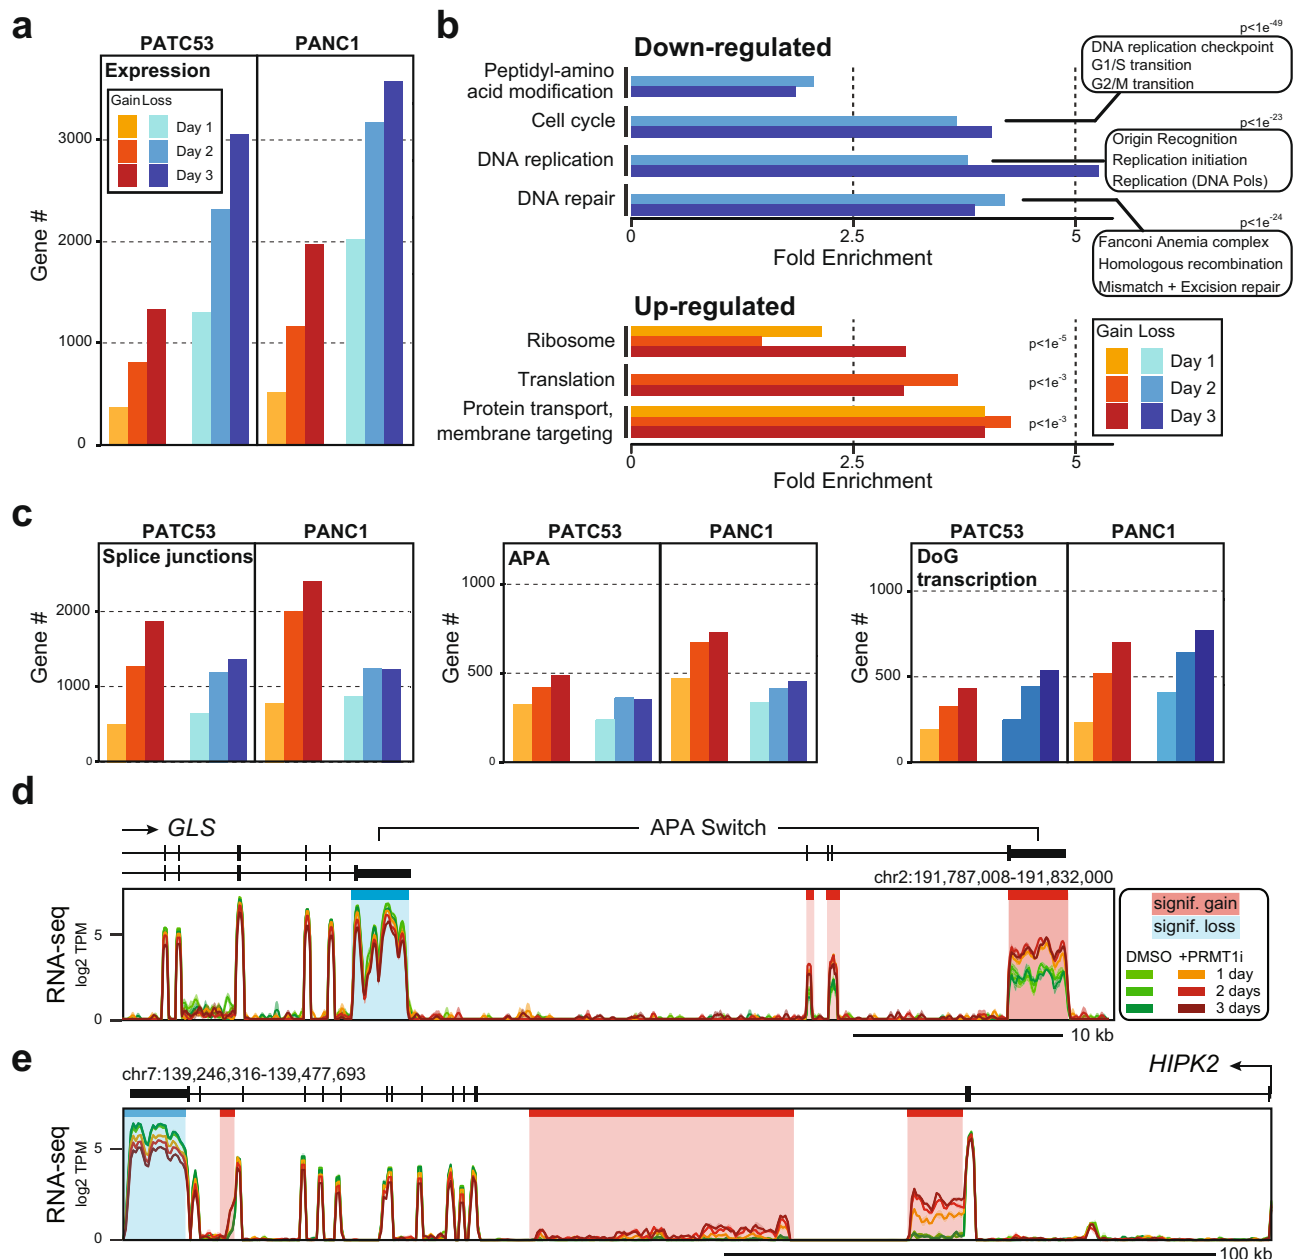 a
PATC53
PANC1
Expression
Gain Loss
Day 1
Day 2
Day 3
Gene #
3000
2000
1000
0
b
Down-regulated
Peptidyl-amino
acid modification
Cell cycle
DNA replication
DNA repair
0
2.5
5
Fold Enrichment
p<1e-49
DNA replication checkpoint
G1/S transition
G2/M transition
p<1e-23
Origin Recognition
Replication initiation
Replication (DNA Pols)
p<1e-24
Fanconi Anemia complex
Homologous recombination
Mismatch + Excision repair
Up-regulated
Ribosome
p<1e-5
Translation
p<1e-3
Protein transport,
membrane targeting
p<1e-3
0
2.5
5
Fold Enrichment
Gain Loss
Day 1
Day 2
Day 3
c
PATC53
PANC1
Splice junctions
Gene #
2000
1000
0
PATC53
PANC1
APA
Gene #
1000
500
0
PATC53
PANC1
DoG
transcription
Gene #
1000
500
0
d
GLS
APA Switch
chr2:191,787,008-191,832,000
RNA-seq
log2 TPM
5
0
10 kb
signif. gain
signif. loss
DMSO +PRMT1i
1 day
2 days
3 days
e
chr7:139,246,316-139,477,693
HIPK2
RNA-seq
log2 TPM
5
0
100 kb